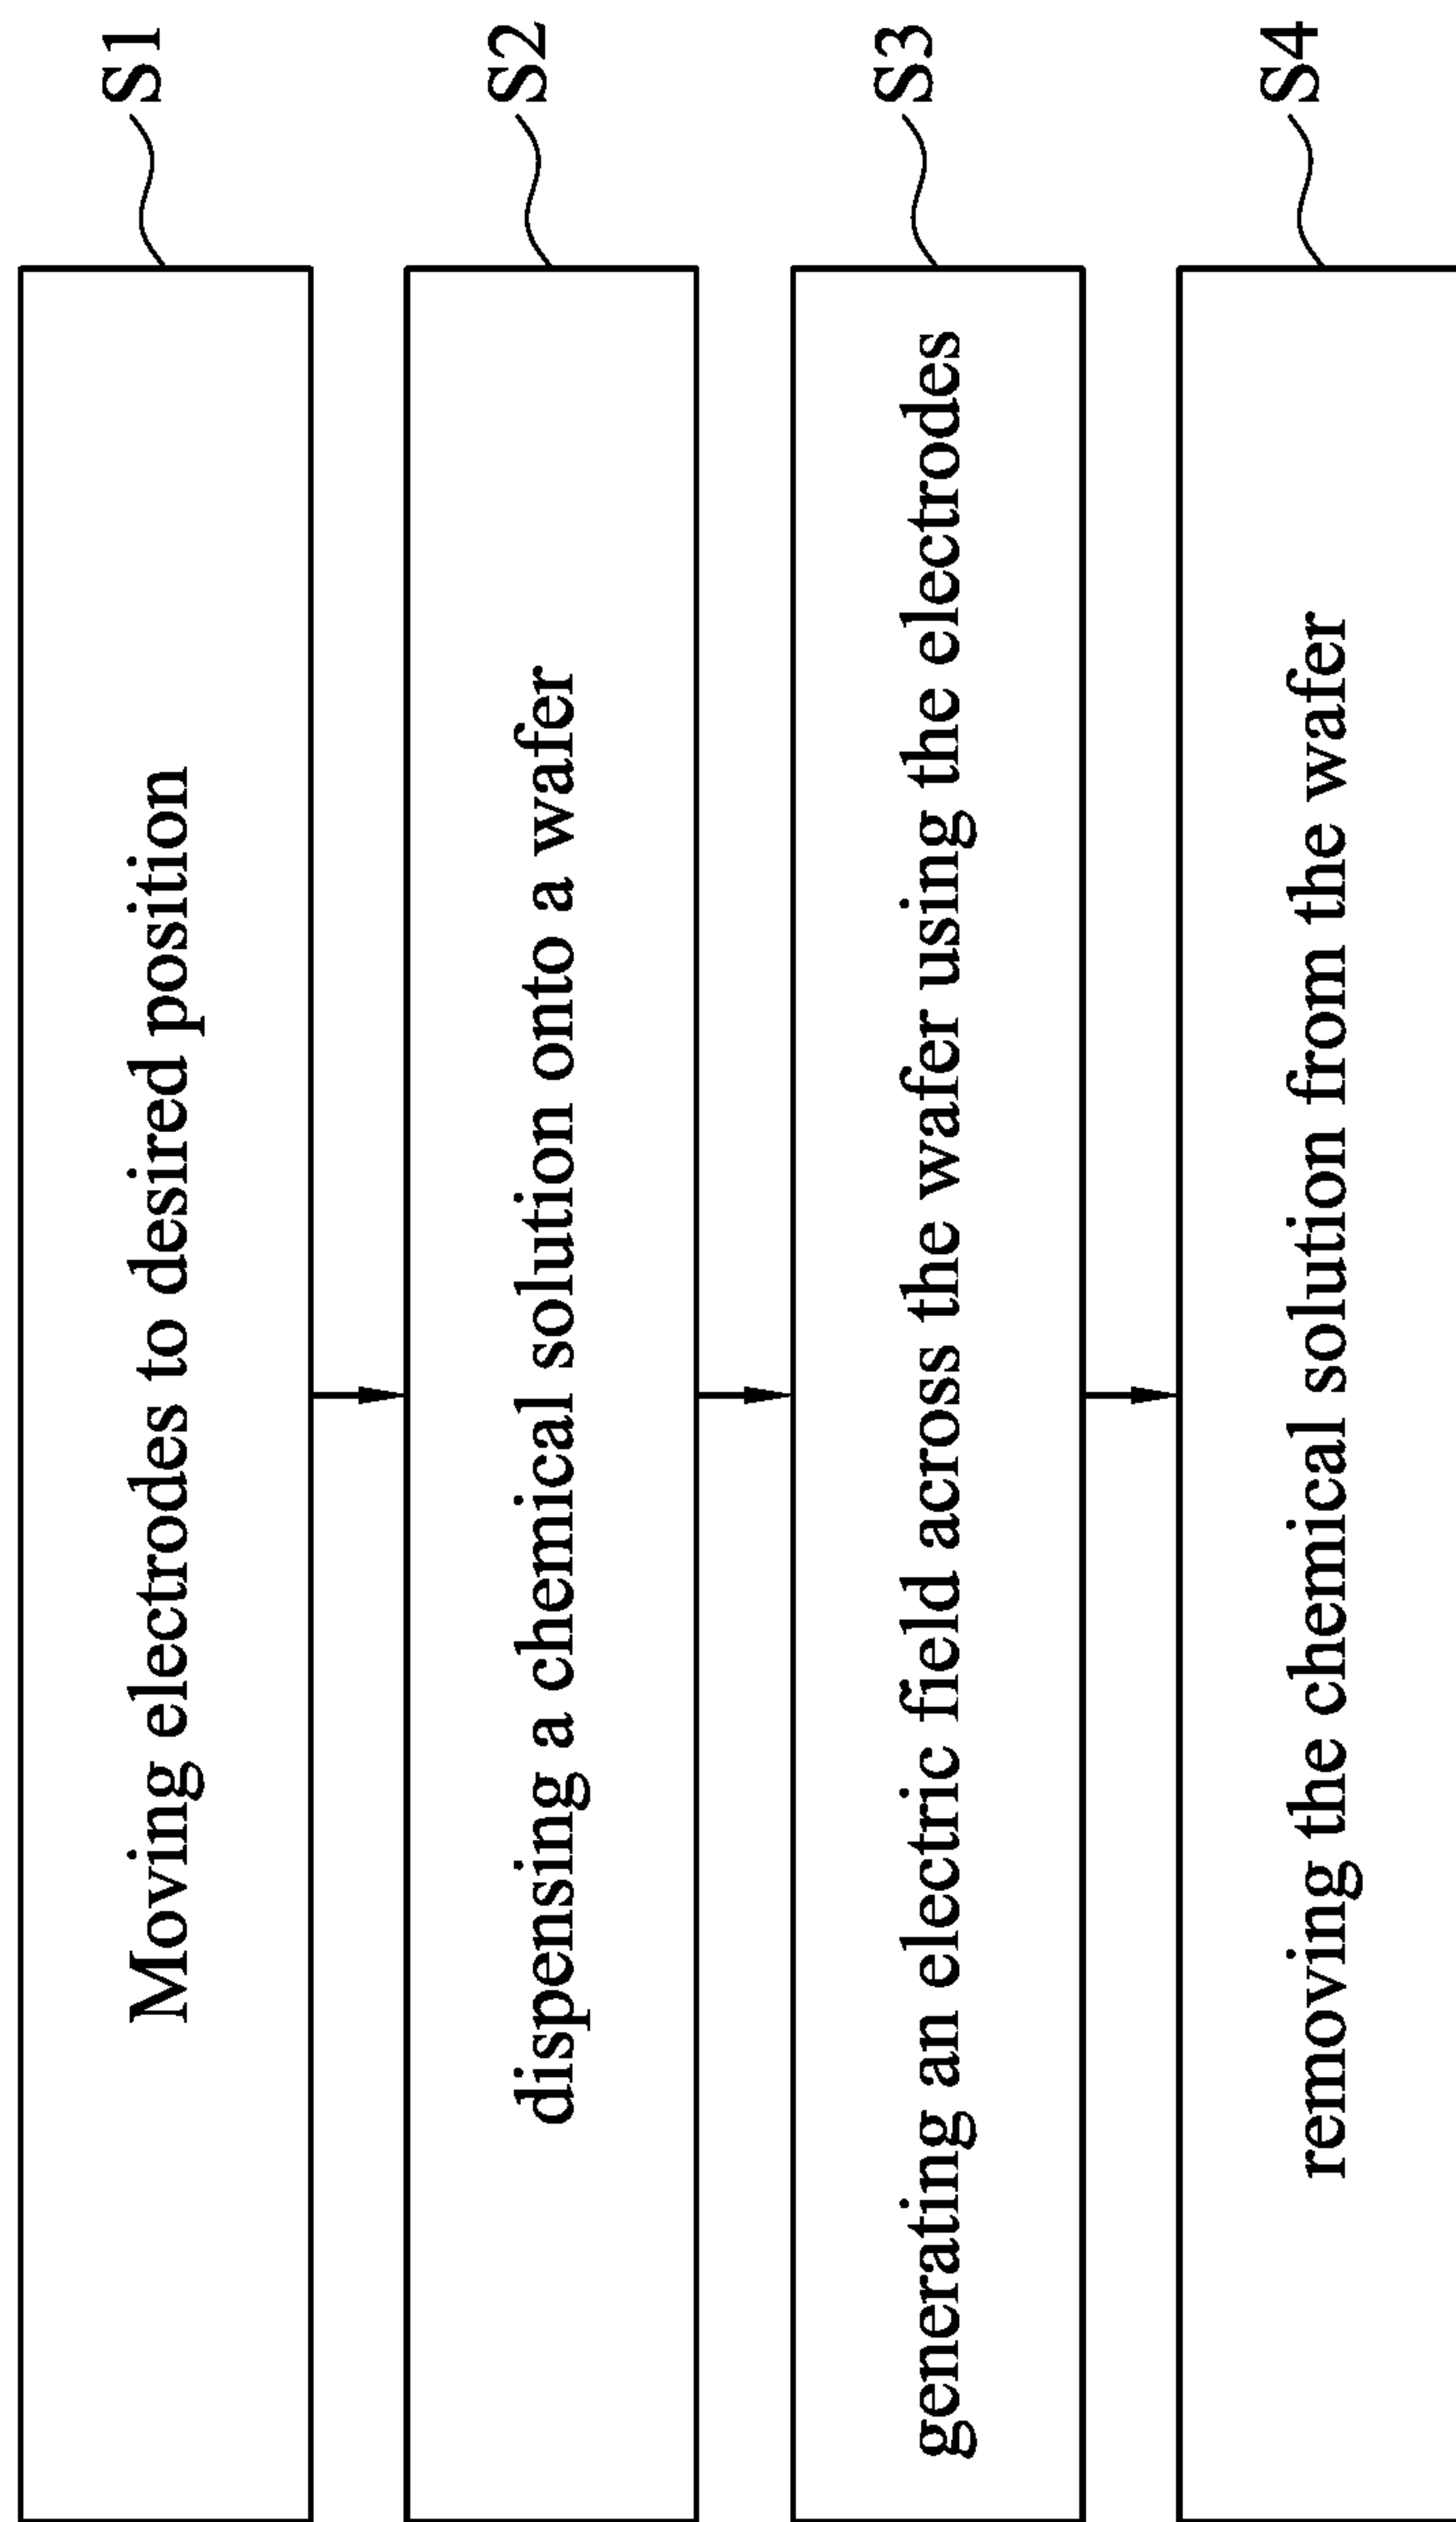 Moving electrodes to desired position
S1
dispensing a chemical solution onto a wafer
S2
generating an electric field across the wafer using the electrodes
S3
removing the chemical solution from the wafer
S4